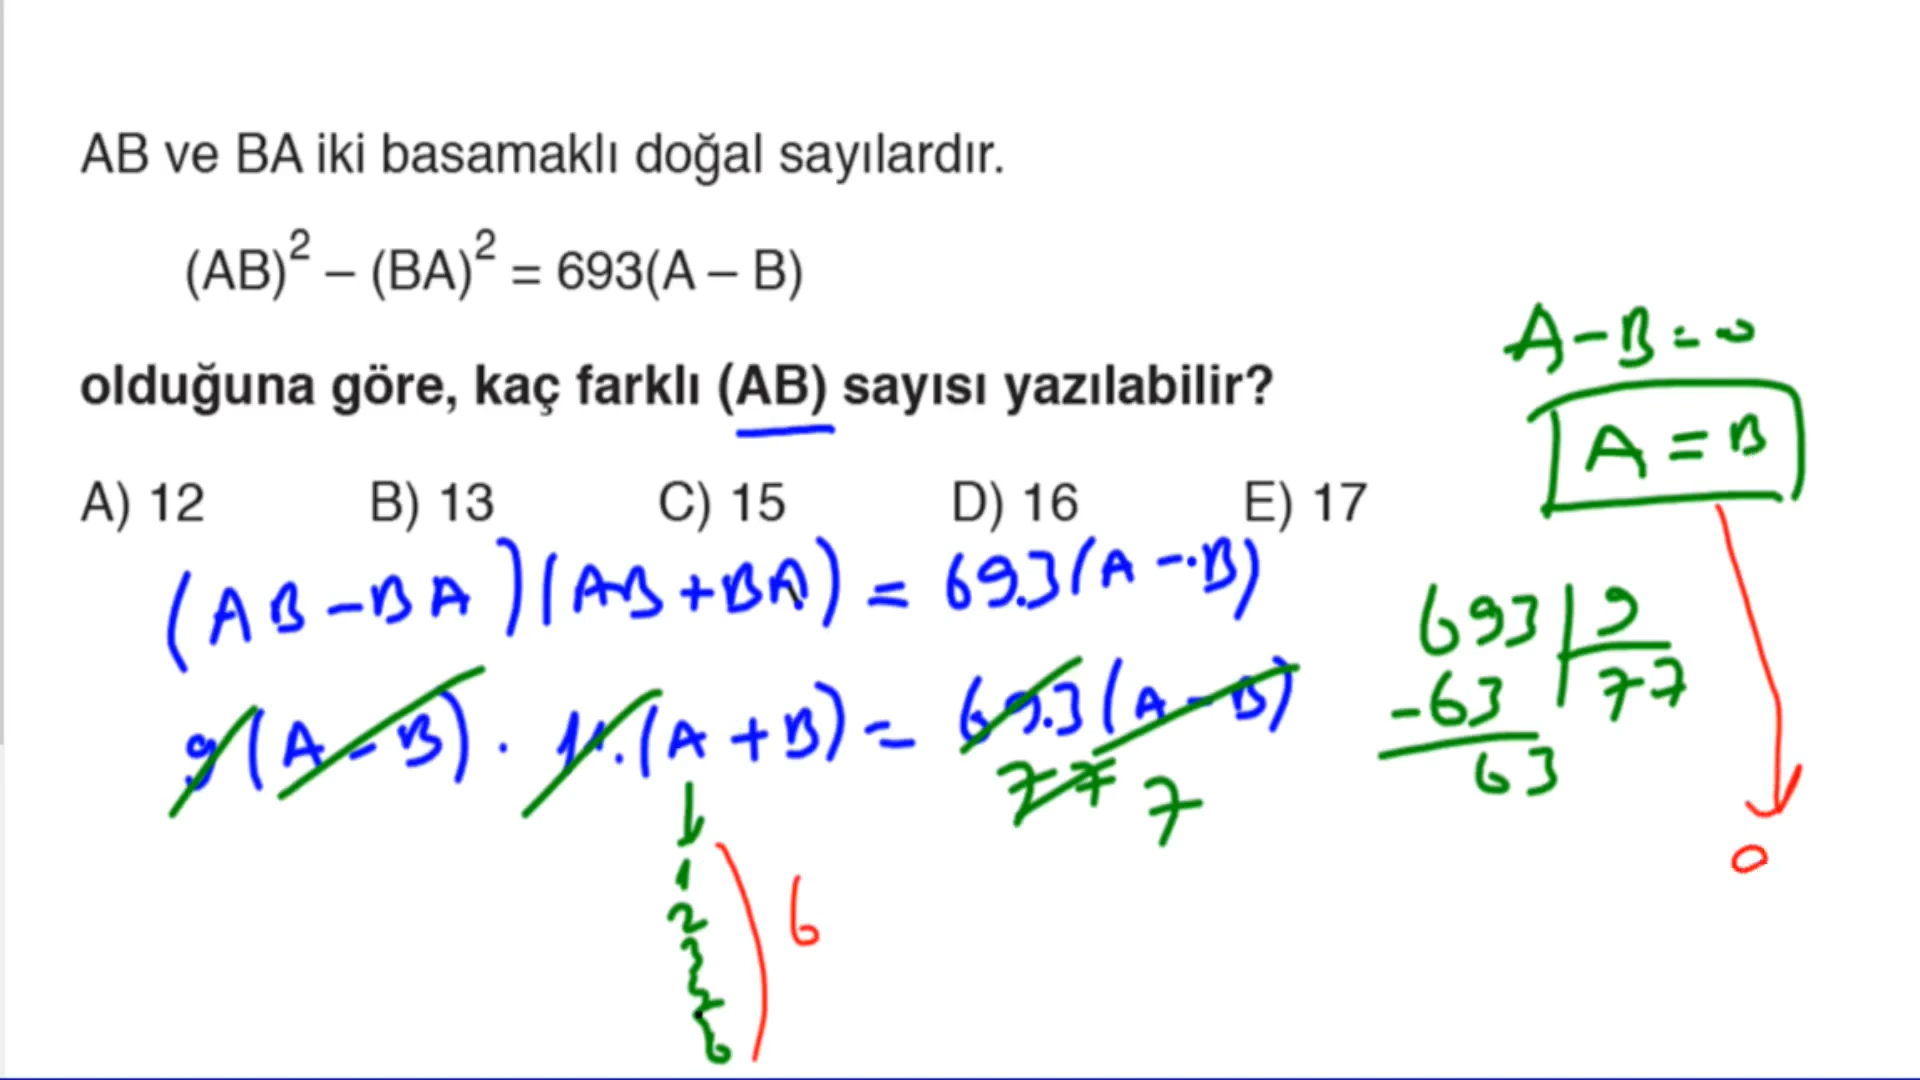 AB ve BA iki basamaklı doğal sayılardır.
(AB)² – (BA)² = 693(A – B)
olduğuna göre, kaç farklı (AB) sayısı yazılabilir?
A) 12 B) 13 C) 15 D) 16 E) 17
A - B = 0
A = B
(AB - BA)(AB + BA) = 693(A - B)
9(A - B) . 11.(A + B) = 693(A - B)
77 7
693 | 9
77
-63
63
1
2
6
6
0